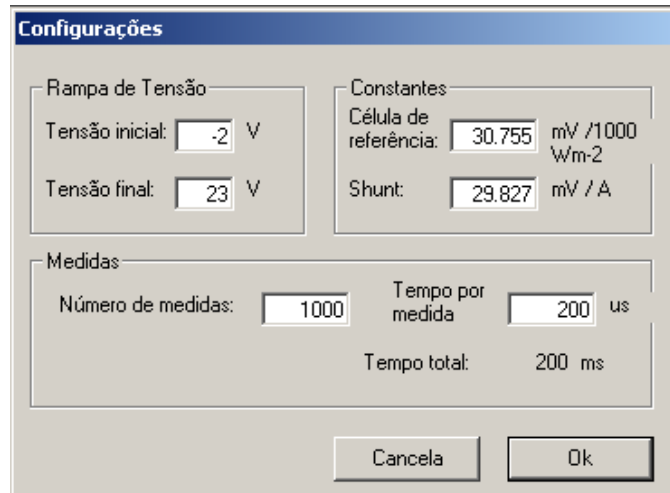 Configurações
Rampa de Tensão
Tensão inicial: -2 V
Tensão final: 23 V
Constantes
Célula de
referência: 30.755 mV /1000
Wm-2
Shunt: 29.827 mV / A
Medidas
Número de medidas: 1000
Tempo por
medida 200 us
Tempo total: 200 ms
Cancela
Ok